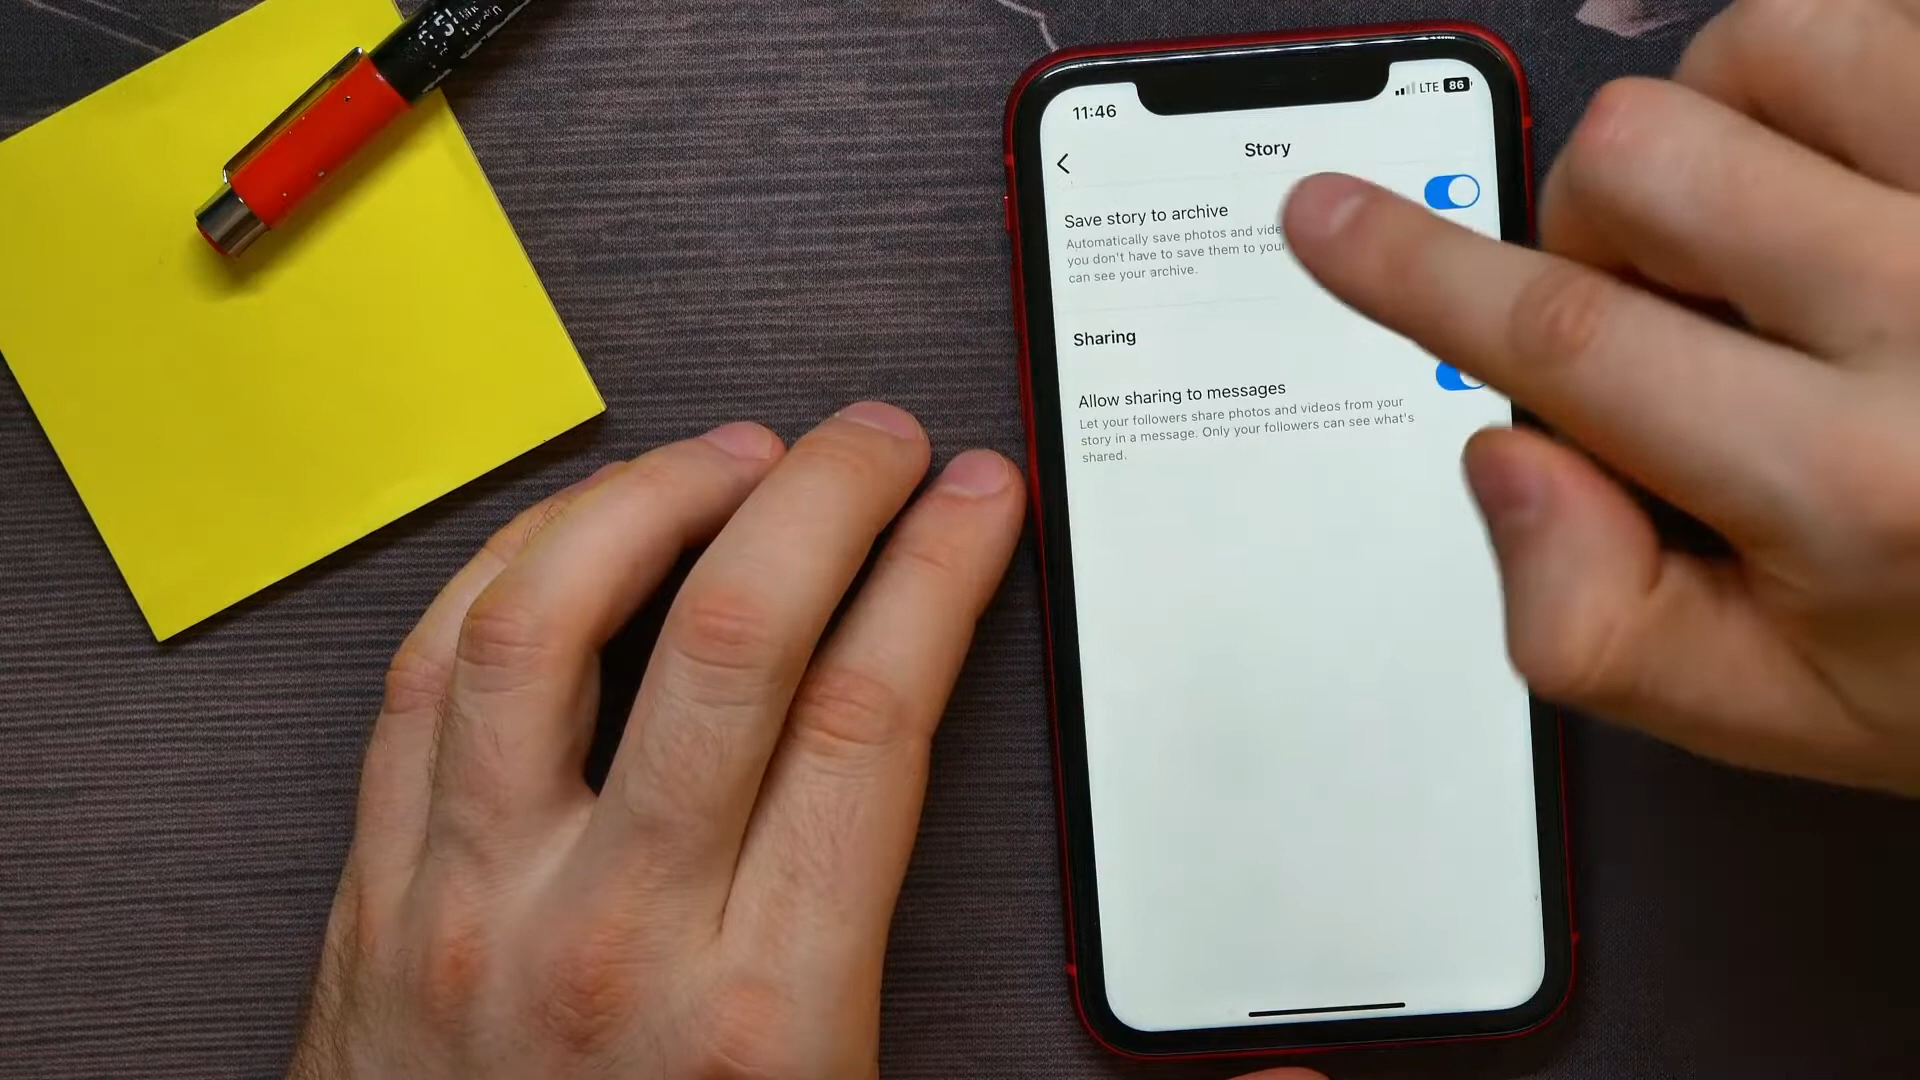 11:46
LTE 86
Story
Save story to archive
Automatically save photos and
you don't have to save them to
can see your archive.
Sharing
Allow sharing to messages
Let your followers share photos and videos from your
story in a message. Only your followers can see what's
shared.